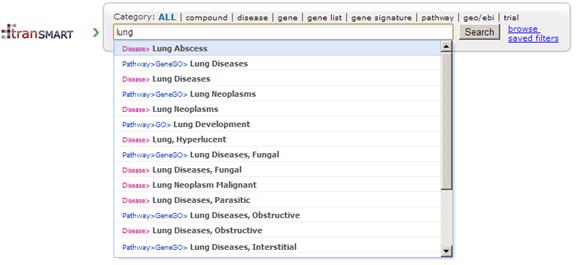 Category: ALL | compound | disease | gene | gene list | gene signature | pathway | geo/ebi | trial
tranSMART
lung
Search
browse
saved filters
Disease> Lung Abscess
Pathway>GeneGO> Lung Diseases
Disease> Lung Diseases
Pathway>GeneGO> Lung Neoplasms
Disease> Lung Neoplasms
Pathway>GO> Lung Development
Disease> Lung, Hyperlucent
Pathway>GeneGO> Lung Diseases, Fungal
Disease> Lung Diseases, Fungal
Disease> Lung Neoplasm Malignant
Disease> Lung Diseases, Parasitic
Pathway>GeneGO> Lung Diseases, Obstructive
Disease> Lung Diseases, Obstructive
Pathway>GeneGO> Lung Diseases, Interstitial